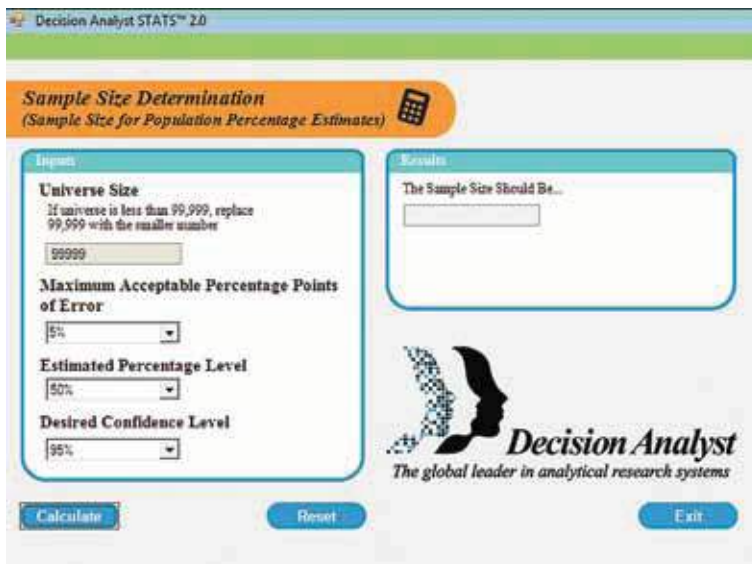 Decision Analyst STATS™ 2.0
Sample Size Determination
(Sample Size for Population Percentage Estimates)
Inputs
Universe Size
If universe is less than 99,999, replace
99,999 with the smaller number
99999
Maximum Acceptable Percentage Points
of Error
5%
Estimated Percentage Level
50%
Desired Confidence Level
95%
Results
The Sample Size Should Be...
Decision Analyst
The global leader in analytical research systems
Calculate
Reset
Exit